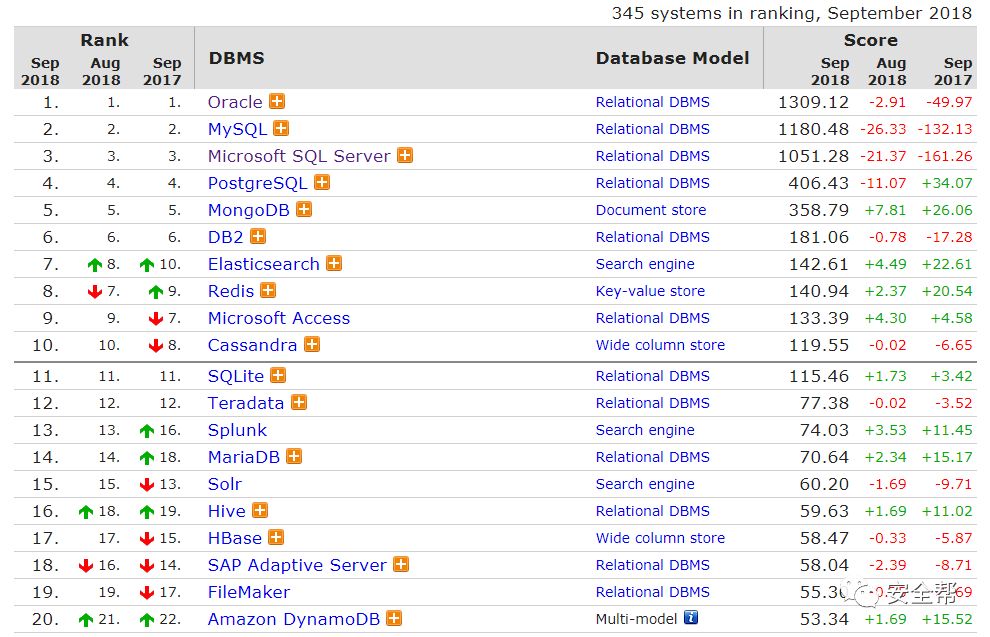 345 systems in ranking, September 2018
Rank DBMS Database Model Score
Sep 2018 Aug 2018 Sep 2017 Sep 2018 Aug 2018 Sep 2017
1. 1. 1. Oracle Relational DBMS 1309.12 -2.91 -49.97
2. 2. 2. MySQL Relational DBMS 1180.48 -26.33 -132.13
3. 3. 3. Microsoft SQL Server Relational DBMS 1051.28 -21.37 -161.26
4. 4. 4. PostgreSQL Relational DBMS 406.43 -11.07 +34.07
5. 5. 5. MongoDB Document store 358.79 +7.81 +26.06
6. 6. 6. DB2 Relational DBMS 181.06 -0.78 -17.28
7. 8. 10. Elasticsearch Search engine 142.61 +4.49 +22.61
8. 7. 9. Redis Key-value store 140.94 +2.37 +20.54
9. 9. 7. Microsoft Access Relational DBMS 133.39 +4.30 +4.58
10. 10. 8. Cassandra Wide column store 119.55 -0.02 -6.65
11. 11. 11. SQLite Relational DBMS 115.46 +1.73 +3.42
12. 12. 12. Teradata Relational DBMS 77.38 -0.02 -3.52
13. 13. 16. Splunk Search engine 74.03 +3.53 +11.45
14. 14. 18. MariaDB Relational DBMS 70.64 +2.34 +15.17
15. 15. 13. Solr Search engine 60.20 -1.69 -9.71
16. 18. 19. Hive Relational DBMS 59.63 +1.69 +11.02
17. 17. 15. HBase Wide column store 58.47 -0.33 -5.87
18. 16. 14. SAP Adaptive Server Relational DBMS 58.04 -2.39 -8.71
19. 19. 17. FileMaker Relational DBMS
安全帮
20. 21. 22. Amazon DynamoDB Multi-model 53.34 +1.69 +15.52